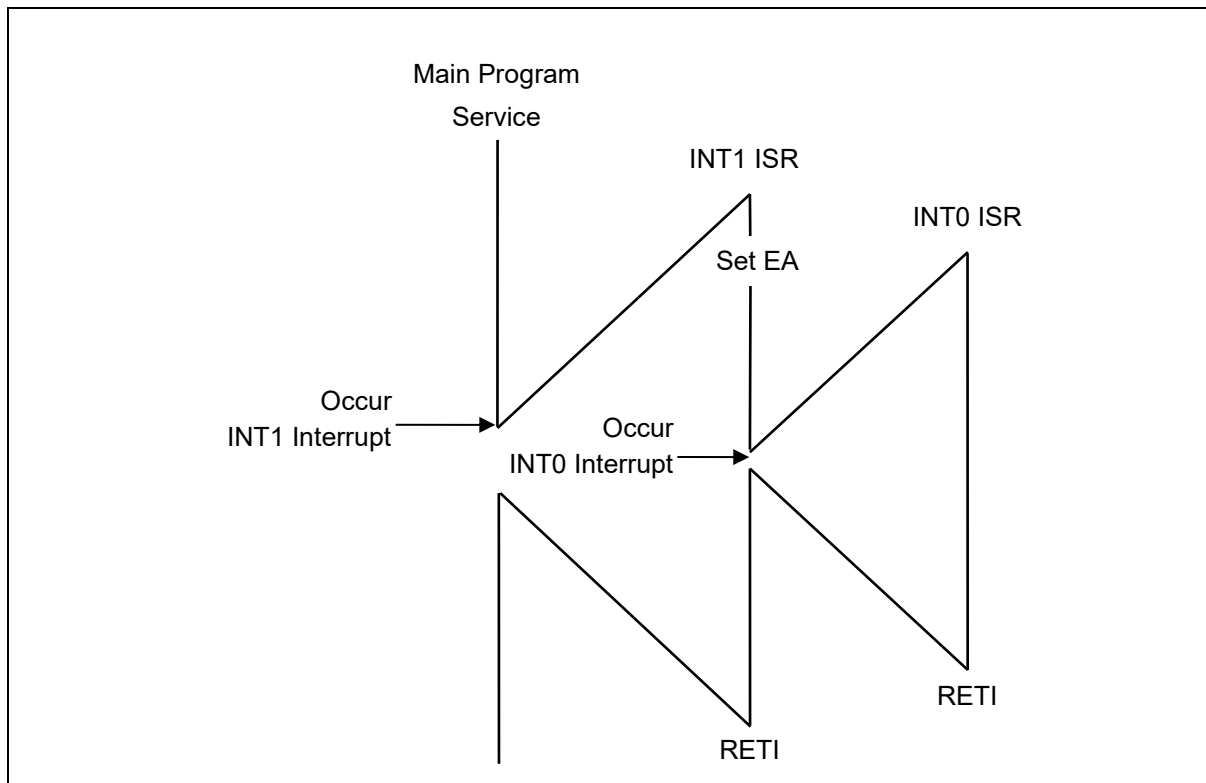 Main Program
Service
INT1 ISR
INT0 ISR
Set EA
Occur
INT1 Interrupt
Occur
INT0 Interrupt
RETI
RETI